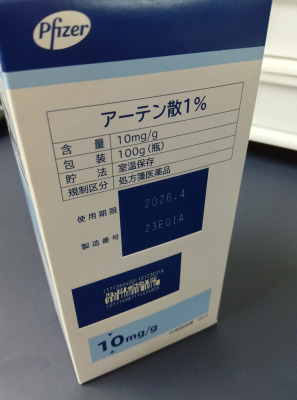 Pfizer
アーテン散1%
含 量 10mg/g
包 装 100g(瓶)
貯 法 室温保存
規制区分 処方箋医薬品
使用期限 2026.4
製造番号 23E01A
10mg/g